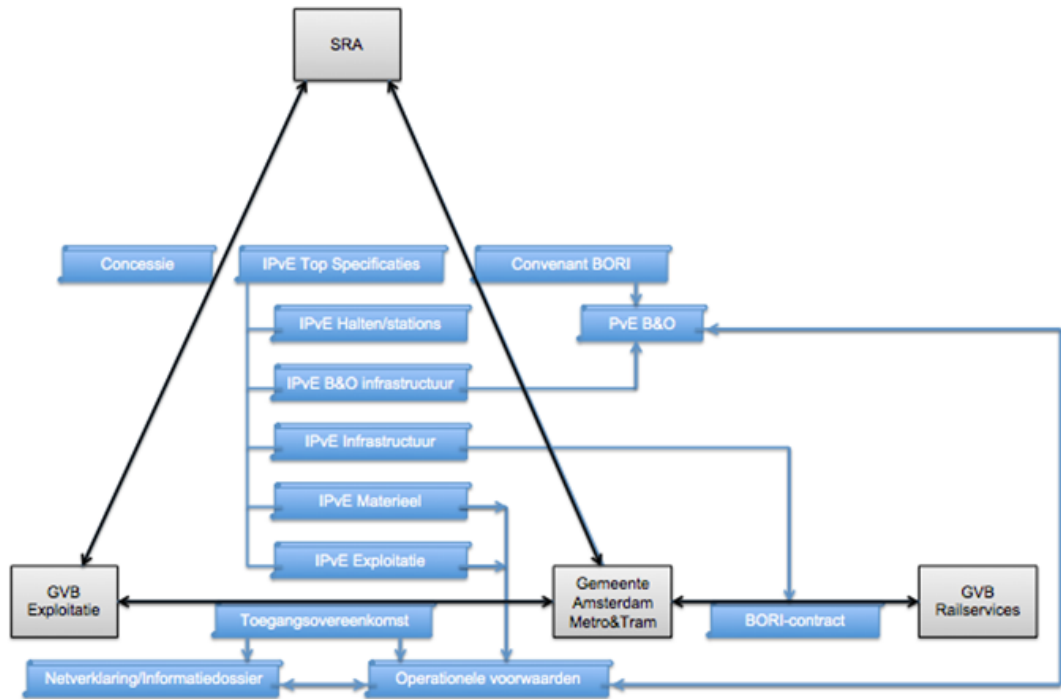 SRA
Concessie
IPvE Top Specificaties
Convenant BORI
IPvE Halten/stations
PvE B&O
IPvE B&O infrastructuur
IPvE Infrastructuur
IPvE Materieel
IPvE Exploitatie
GVB
Exploitatie
Gemeente
Amsterdam
Metro&Tram
GVB
Railservices
Toegangsovereenkomst
BORI-contract
Netverklaring/Informatiedossier
Operationele voorwaarden